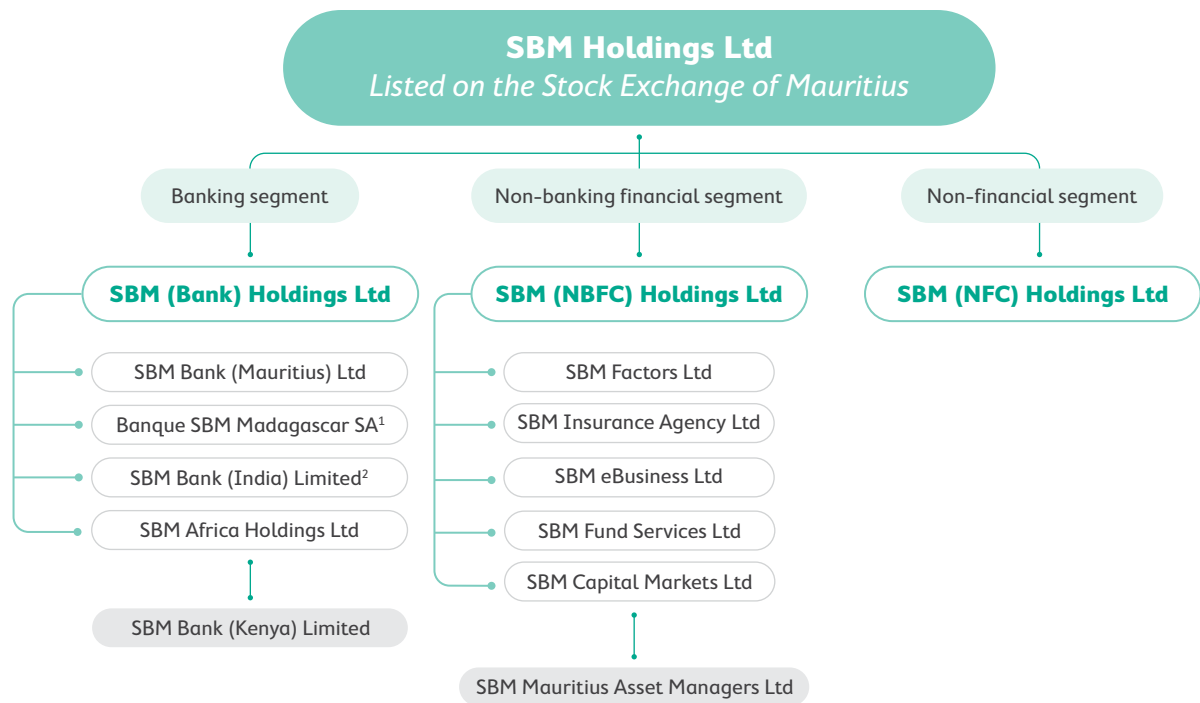 SBM Holdings Ltd
Listed on the Stock Exchange of Mauritius
Banking segment
Non-banking financial segment
Non-financial segment
SBM (Bank) Holdings Ltd
SBM (NBFC) Holdings Ltd
SBM (NFC) Holdings Ltd
SBM Bank (Mauritius) Ltd
Banque SBM Madagascar SA¹
SBM Bank (India) Limited²
SBM Africa Holdings Ltd
SBM Bank (Kenya) Limited
SBM Factors Ltd
SBM Insurance Agency Ltd
SBM eBusiness Ltd
SBM Fund Services Ltd
SBM Capital Markets Ltd
SBM Mauritius Asset Managers Ltd